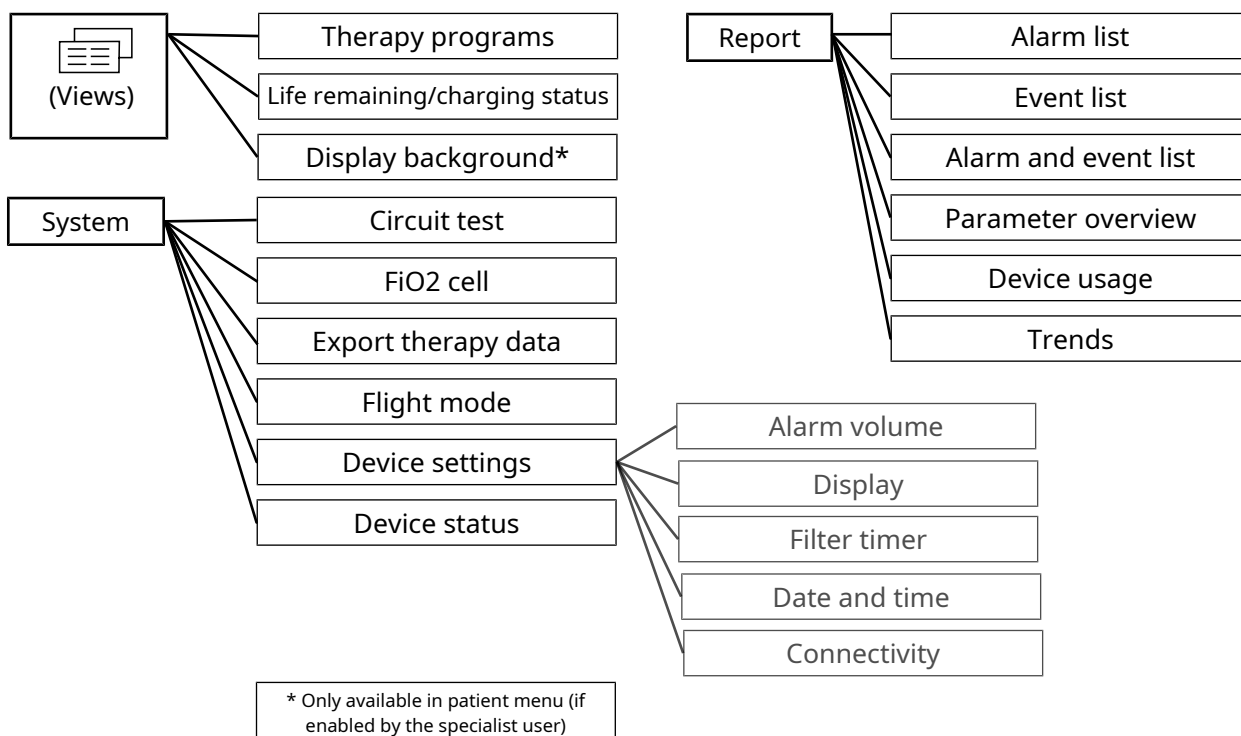 (Views)
Therapy programs
Life remaining/charging status
Display background*
System
Circuit test
FiO2 cell
Export therapy data
Flight mode
Device settings
Device status
Alarm volume
Display
Filter timer
Date and time
Connectivity
Report
Alarm list
Event list
Alarm and event list
Parameter overview
Device usage
Trends
* Only available in patient menu (if
enabled by the specialist user)